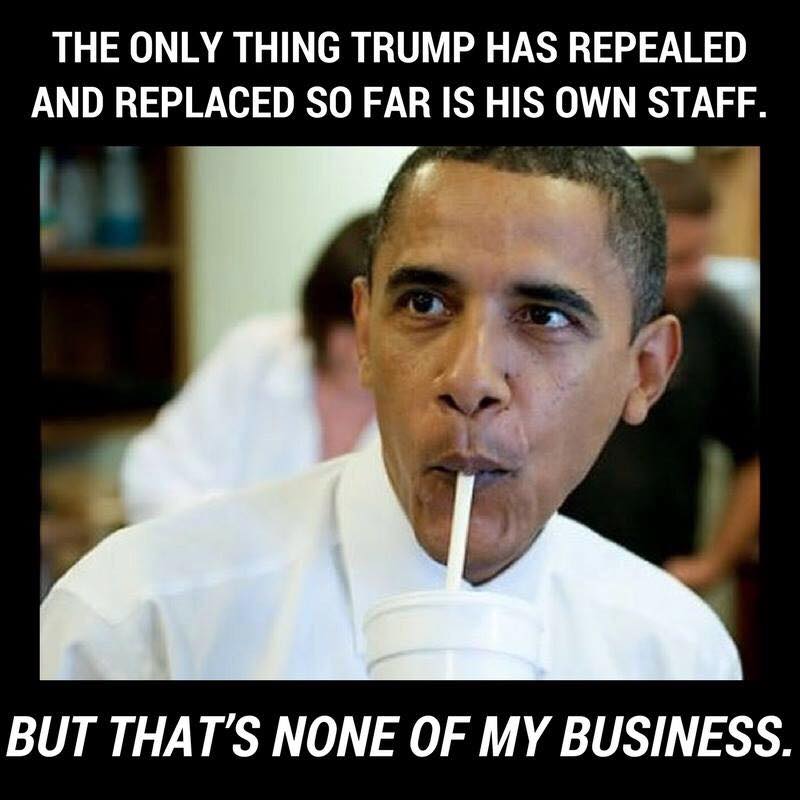 THE ONLY THING TRUMP HAS REPEALED
AND REPLACED SO FAR IS HIS OWN STAFF.
BUT THAT'S NONE OF MY BUSINESS.